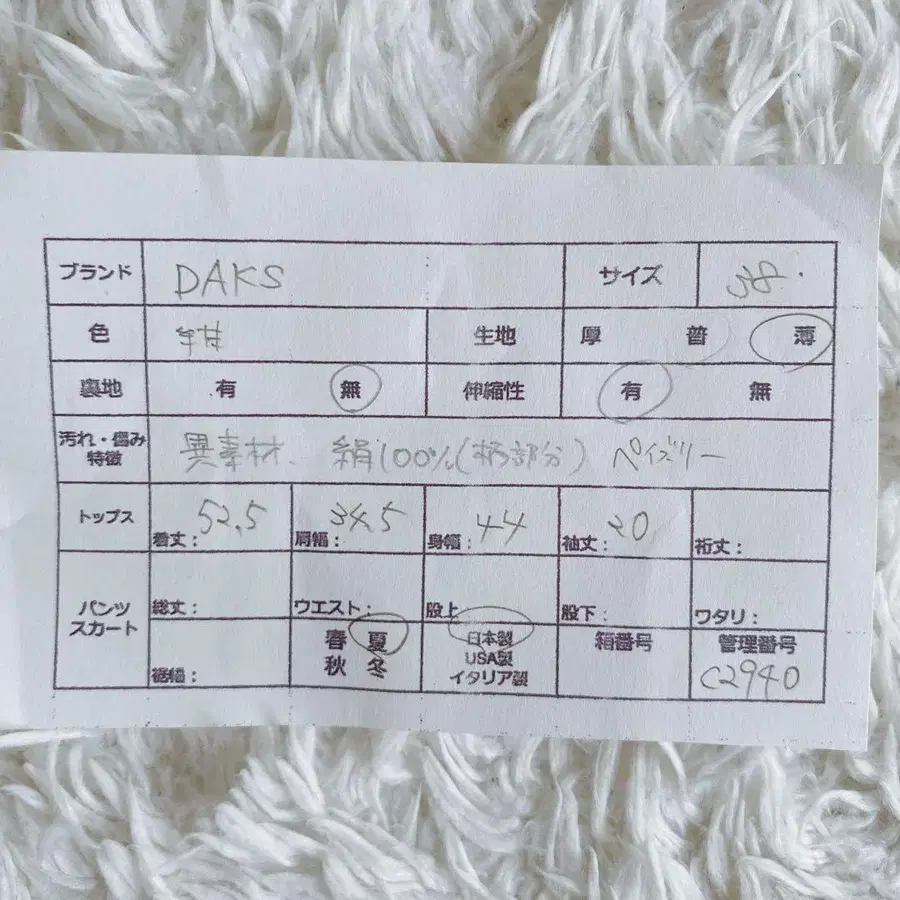 ブランド DAKS サイズ 38
色 紺 生地 厚 普 薄
裏地 有 無 伸縮性 有 無
汚れ・傷み
特徴 異素材、絹100%(柄部分) ペイズリー
トップス 着丈: 52.5 肩幅: 34.5 身幅: 44 袖丈: 20 裄丈:
パンツ
スカート 総丈: ウエスト: 股上 股下: ワタリ:
裾幅: 春 夏 日本製 箱番号 管理番号
秋 冬 USA製
イタリア製 C2940